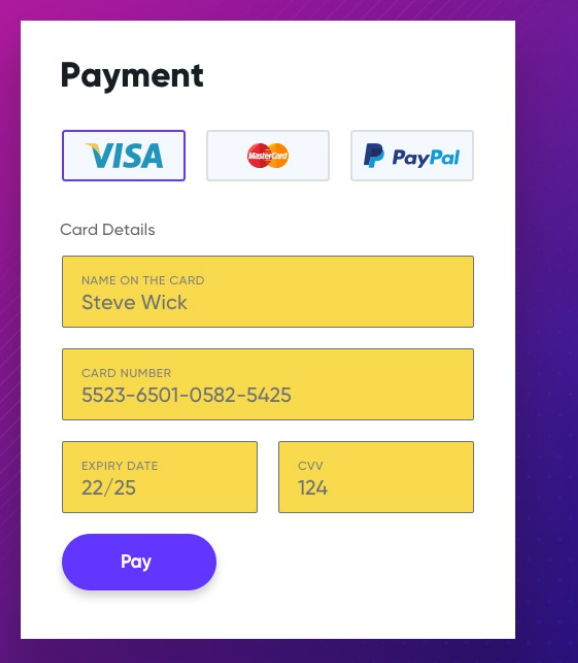 Payment
VISA MasterCard PayPal
Card Details
NAME ON THE CARD
Steve Wick
CARD NUMBER
5523-6501-0582-5425
EXPIRY DATE CVV
22/25 124
Pay